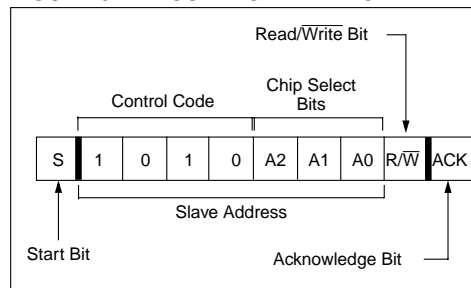 Read/Write Bit
Chip Select
Control Code Bits
S 1 0 1 0 A2 A1 A0 R/W ACK
Slave Address
Start Bit
Acknowledge Bit